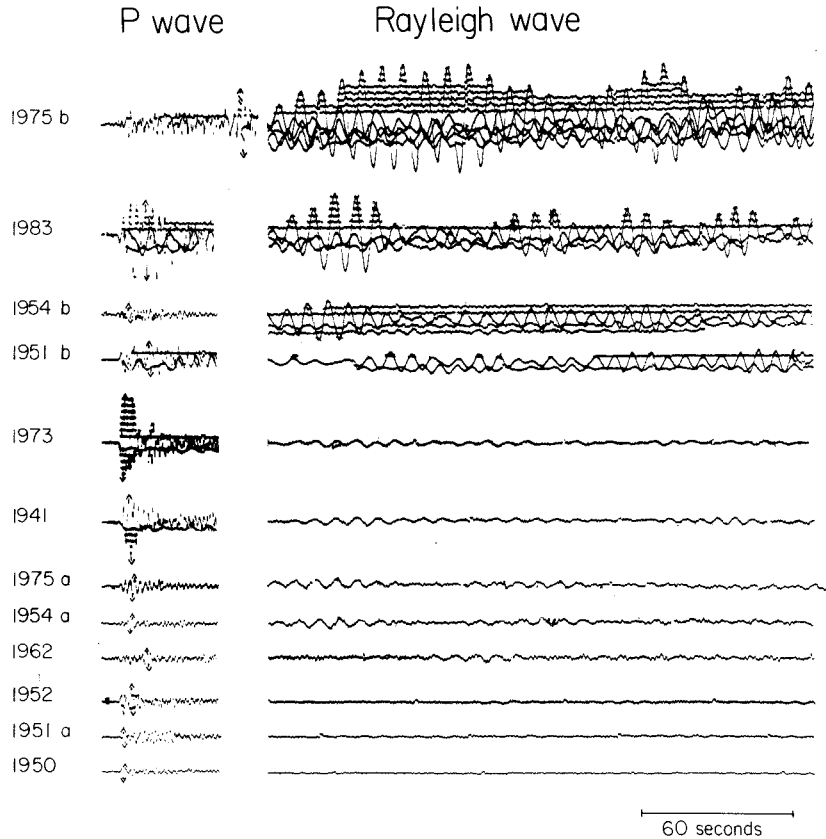 P wave Rayleigh wave
1975 b
1983
1954 b
1951 b
1973
1941
1975 a
1954 a
1962
1952
1951 a
1950
60 seconds